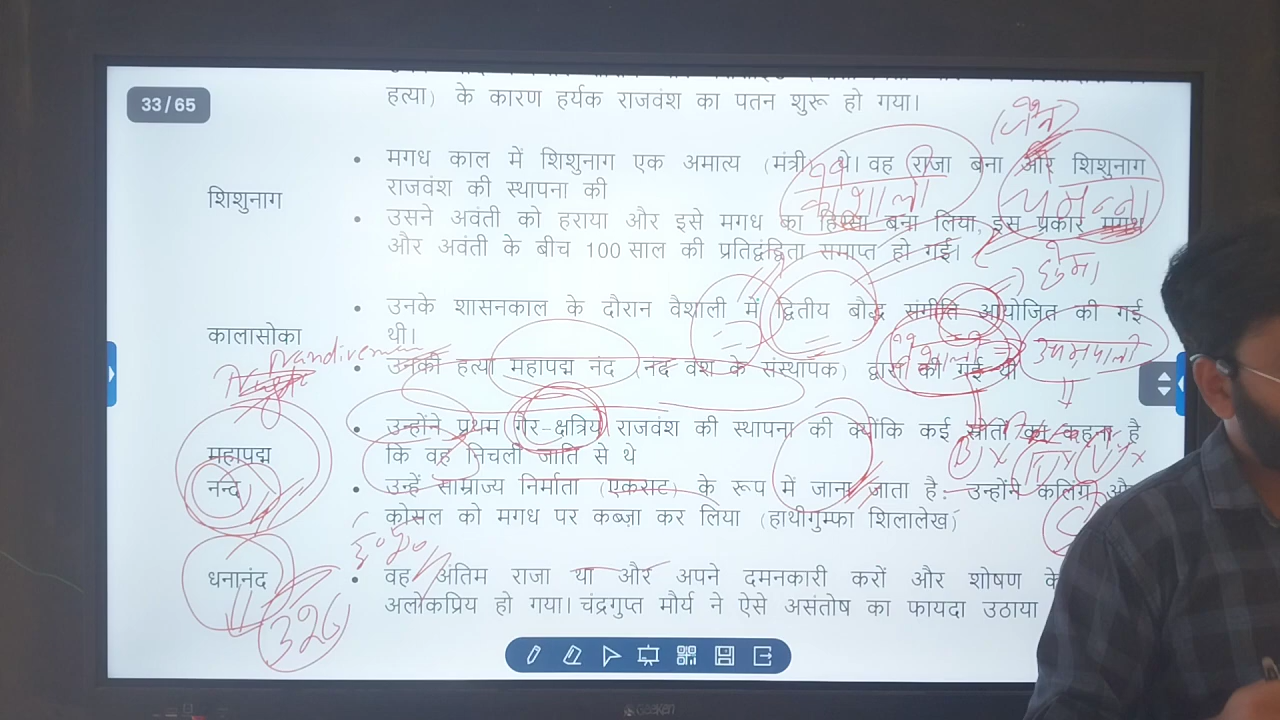 33 / 65
हत्या) के कारण हर्यक राजवंश का पतन शुरू हो गया।
शिशुनाग
• मगध काल में शिशुनाग एक अमात्य (मंत्री) थे। वह राजा बना और शिशुनाग
राजवंश की स्थापना की
• उसने अवंती को हराया और इसे मगध का हिस्सा बना लिया, इस प्रकार मगध
और अवंती के बीच 100 साल की प्रतिद्वंद्विता समाप्त हो गई।
कालासोका
• उनके शासनकाल के दौरान वैशाली में द्वितीय बौद्ध संगीति आयोजित की गई
थी।
• उनकी हत्या महापद्म नंद (नंद वंश के संस्थापक) द्वारा की गई थी
महापद्म
नन्द
• उन्होंने प्रथम गैर-क्षत्रिय राजवंश की स्थापना की क्योंकि कई स्रोतों का कहना है
कि वह निचली जाति से थे
• उन्हें साम्राज्य निर्माता (एकराट) के रूप में जाना जाता है: उन्होंने कलिंग
कोसल को मगध पर कब्ज़ा कर लिया (हाथीगुम्फा शिलालेख)
धनानंद
326
• वह अंतिम राजा था और अपने दमनकारी करों और शोषण के
अलोकप्रिय हो गया। चंद्रगुप्त मौर्य ने ऐसे असंतोष का फायदा उठाया